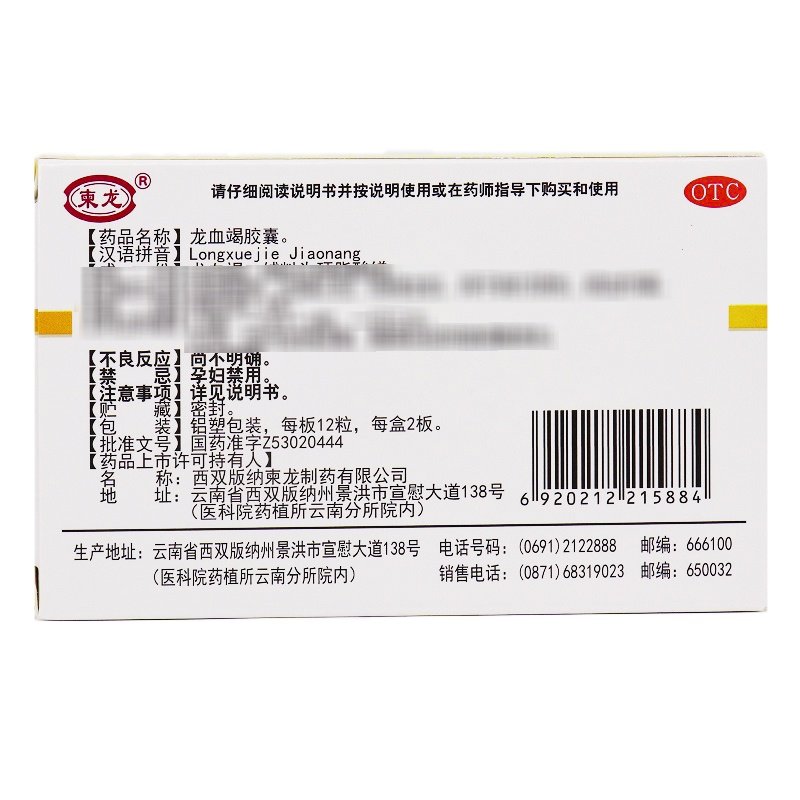 柬龙®
请仔细阅读说明书并按说明使用或在药师指导下购买和使用
OTC
【药品名称】龙血竭胶囊。
【汉语拼音】Longxuejie Jiaonang
【不良反应】尚不明确。
【禁　　忌】孕妇禁用。
【注意事项】详见说明书。
【贮　　藏】密封。
【包　　装】铝塑包装，每板12粒，每盒2板。
【批准文号】国药准字Z53020444
【药品上市许可持有人】
名　　称：西双版纳柬龙制药有限公司
地　　址：云南省西双版纳州景洪市宣慰大道138号
（医科院药植所云南分所院内）
6 920212 215884
生产地址：云南省西双版纳州景洪市宣慰大道138号 电话号码：(0691)2122888 邮编：666100
（医科院药植所云南分所院内） 销售电话：(0871)68319023 邮编：650032